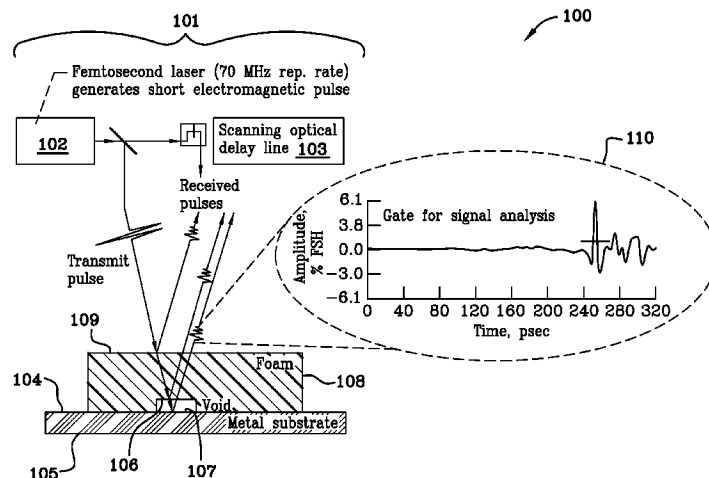 101
100
Femtosecond laser (70 MHz rep. rate)
generates short electromagnetic pulse
102
Scanning optical
delay line 103
110
Received
pulses
Transmit
pulse
Gate for signal analysis
Amplitude,
% FSH
6.1
3.8
0.0
-3.0
-6.1
0 40 80 120 160 200 240 280 320
Time, psec
109
Foam
108
104
Void
Metal substrate
105
106
107